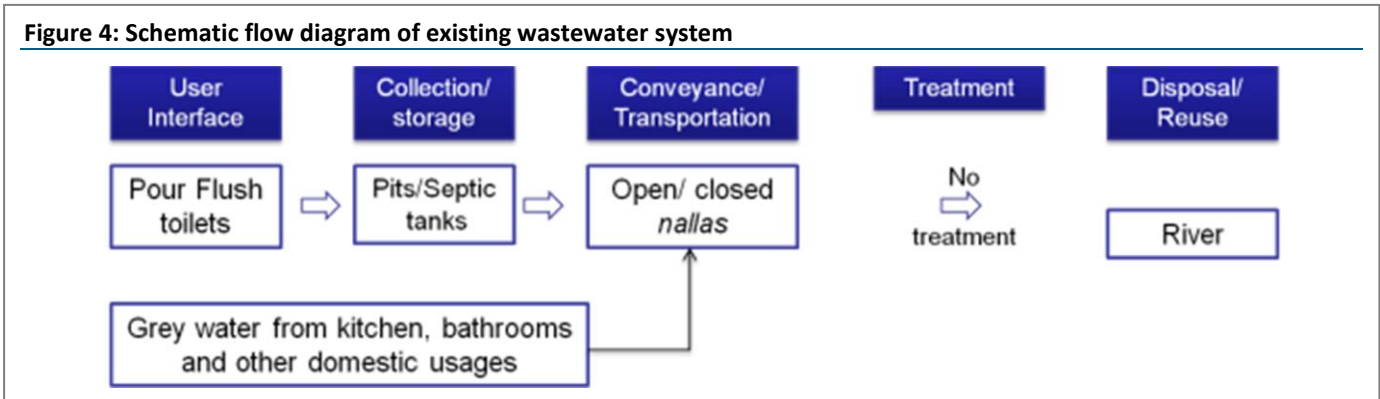 Figure 4: Schematic flow diagram of existing wastewater system
User
Interface
Collection/
storage
Conveyance/
Transportation
Treatment
Disposal/
Reuse
Pour Flush
toilets
Pits/Septic
tanks
Open/ closed
nallas
No
treatment
River
Grey water from kitchen, bathrooms
and other domestic usages